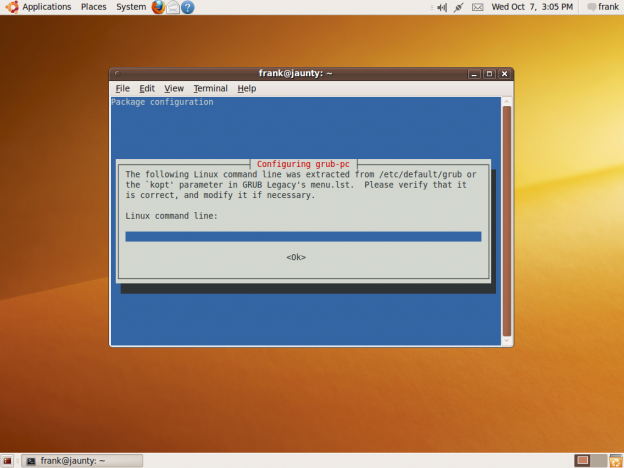 Applications Places System
Wed Oct 7, 3:05 PM frank
frank@jaunty: ~
File Edit View Terminal Help
Package configuration
Configuring grub-pc
The following Linux command line was extracted from /etc/default/grub or
the `kopt' parameter in GRUB Legacy's menu.lst. Please verify that it
is correct, and modify it if necessary.
Linux command line:
<Ok>
frank@jaunty: ~